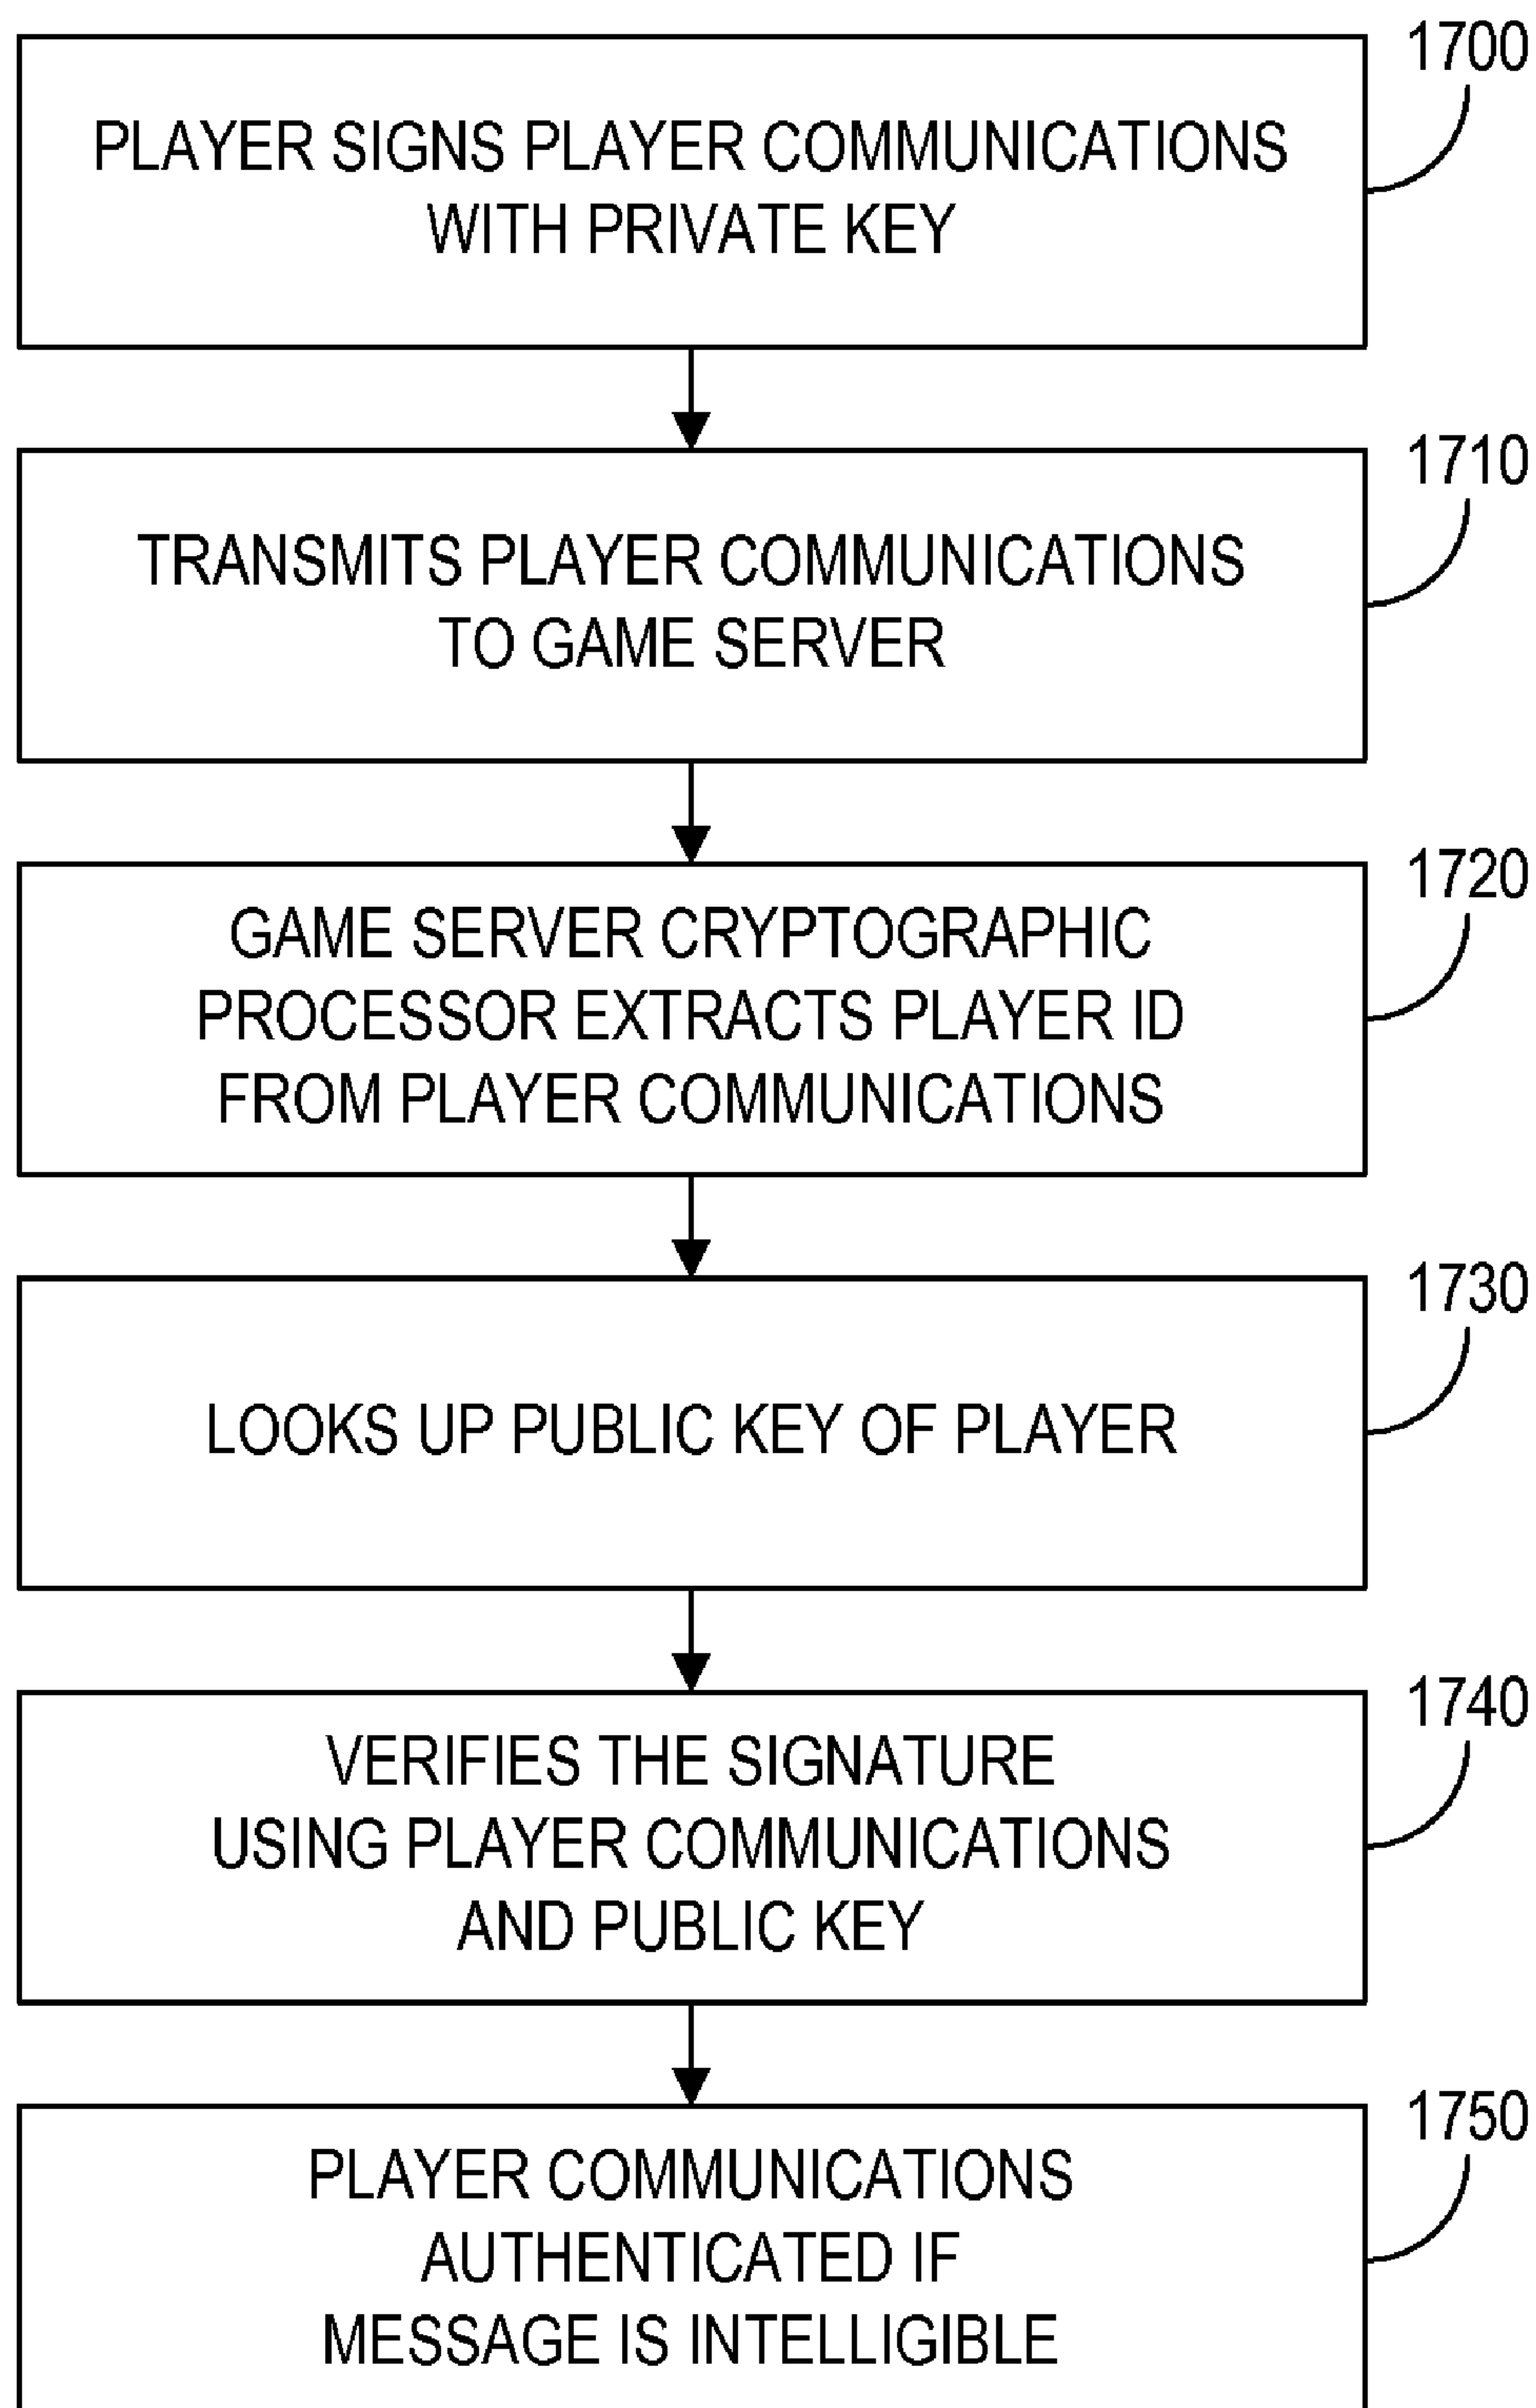 1700
PLAYER SIGNS PLAYER COMMUNICATIONS
WITH PRIVATE KEY
1710
TRANSMITS PLAYER COMMUNICATIONS
TO GAME SERVER
1720
GAME SERVER CRYPTOGRAPHIC
PROCESSOR EXTRACTS PLAYER ID
FROM PLAYER COMMUNICATIONS
1730
LOOKS UP PUBLIC KEY OF PLAYER
1740
VERIFIES THE SIGNATURE
USING PLAYER COMMUNICATIONS
AND PUBLIC KEY
1750
PLAYER COMMUNICATIONS
AUTHENTICATED IF
MESSAGE IS INTELLIGIBLE